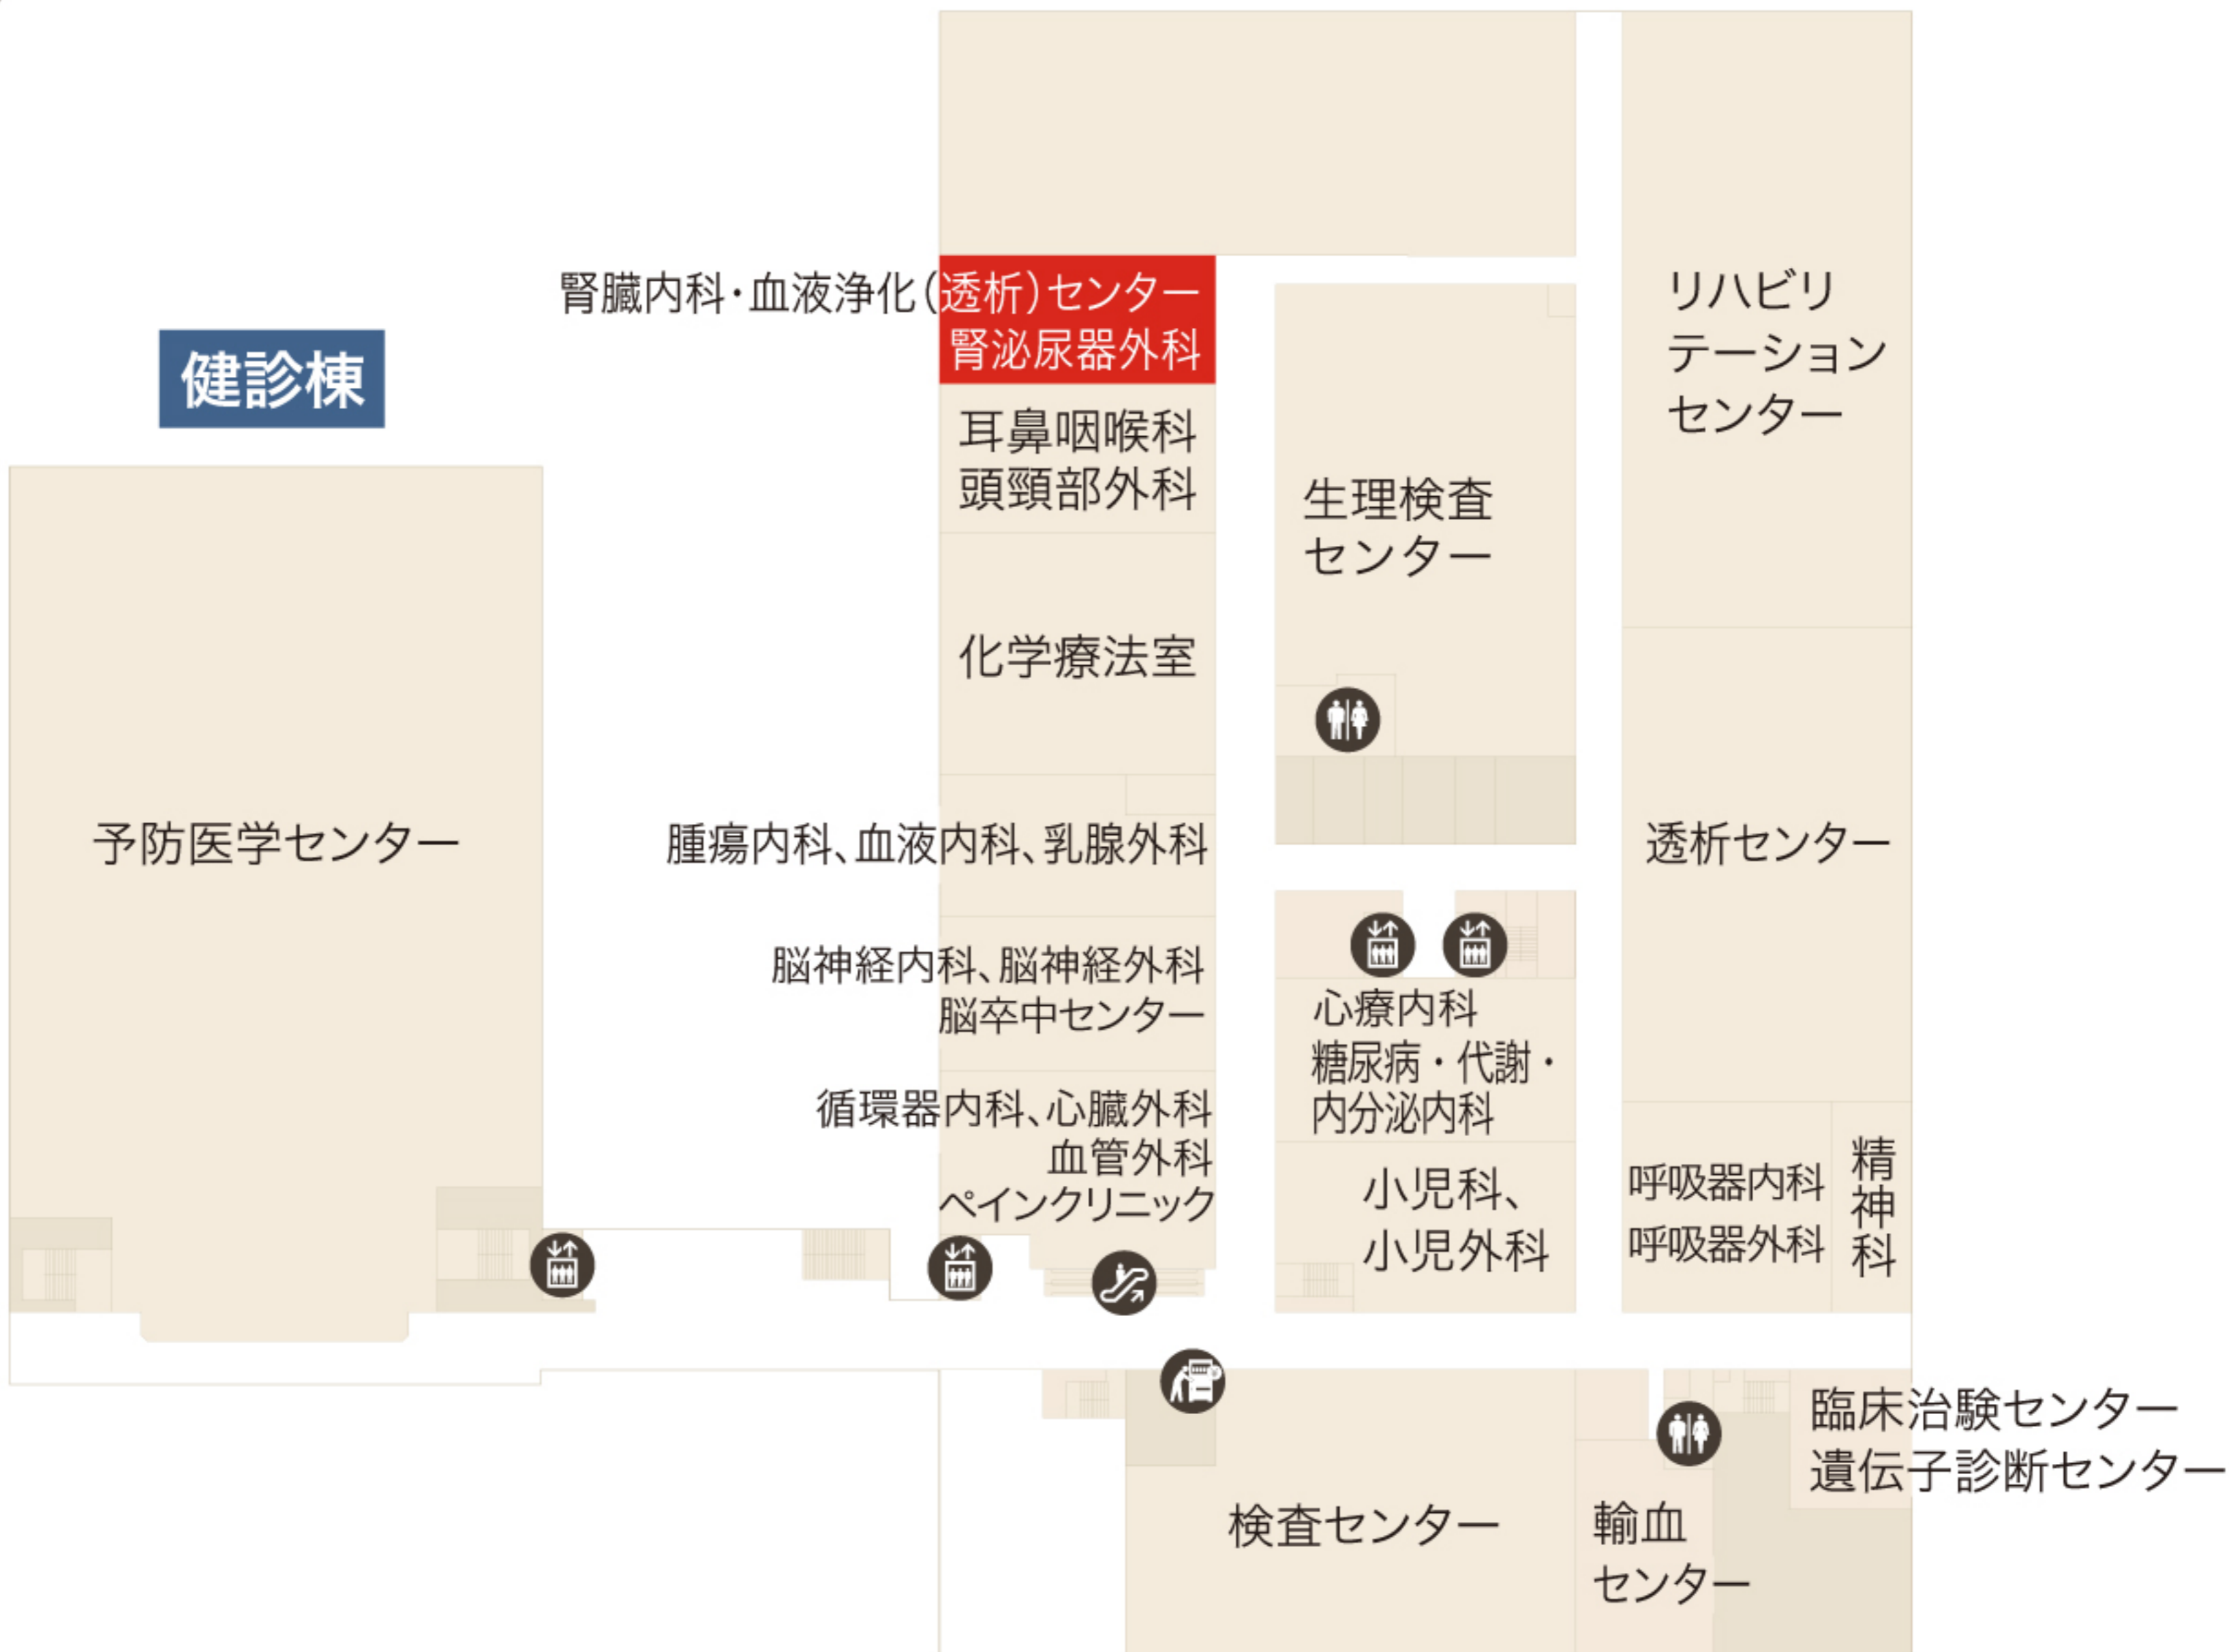 腎臓内科・血液浄化(透析)センター
腎泌尿器外科
健診棟
耳鼻咽喉科
頭頸部外科
化学療法室
予防医学センター
腫瘍内科、血液内科、乳腺外科
脳神経内科、脳神経外科
脳卒中センター
循環器内科、心臓外科
血管外科
ペインクリニック
生理検査
センター
リハビリ
テーション
センター
透析センター
心療内科
糖尿病・代謝・
内分泌内科
小児科、
小児外科
呼吸器内科
呼吸器外科
精神科
検査センター
輸血
センター
臨床治験センター
遺伝子診断センター